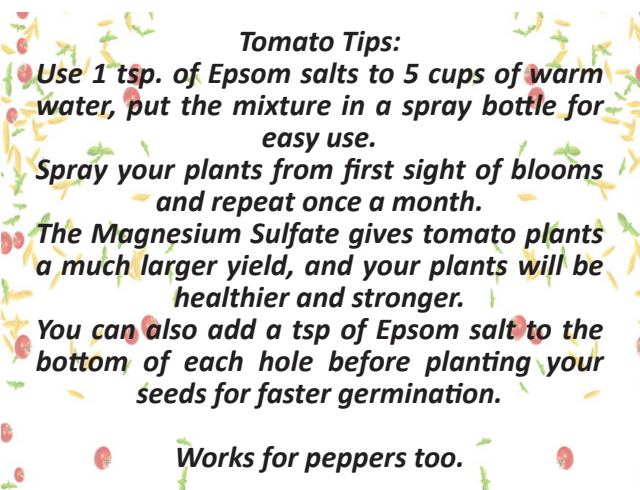 Tomato Tips:
Use 1 tsp. of Epsom salts to 5 cups of warm
water, put the mixture in a spray bottle for
easy use.
Spray your plants from first sight of blooms
and repeat once a month.
The Magnesium Sulfate gives tomato plants
a much larger yield, and your plants will be
healthier and stronger.
You can also add a tsp of Epsom salt to the
bottom of each hole before planting your
seeds for faster germination.
Works for peppers too.